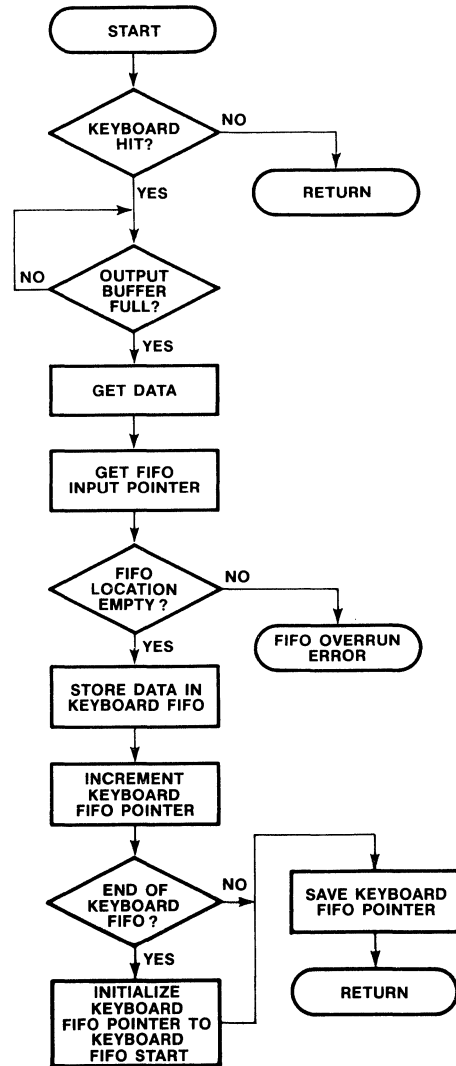 START
KEYBOARD
HIT?
NO
RETURN
YES
NO
OUTPUT
BUFFER
FULL?
YES
GET DATA
GET FIFO
INPUT POINTER
FIFO
LOCATION
EMPTY?
NO
FIFO OVERRUN
ERROR
YES
STORE DATA IN
KEYBOARD FIFO
INCREMENT
KEYBOARD
FIFO POINTER
END OF
KEYBOARD
FIFO?
NO
SAVE KEYBOARD
FIFO POINTER
YES
RETURN
INITIALIZE
KEYBOARD
FIFO POINTER TO
KEYBOARD
FIFO START